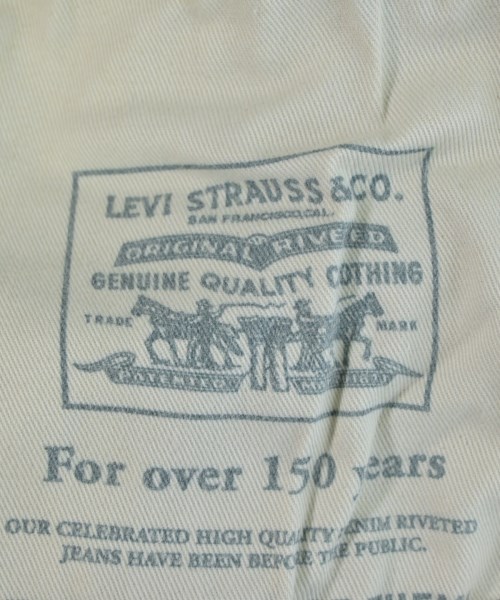 LEVI STRAUSS & CO.
SAN FRANCISCO, CAL.
ORIGINAL RIVETED
GENUINE QUALITY CLOTHING
TRADE MARK
PATENTED
For over 150 years
OUR CELEBRATED HIGH QUALITY DENIM RIVETED
JEANS HAVE BEEN BEFORE THE PUBLIC.